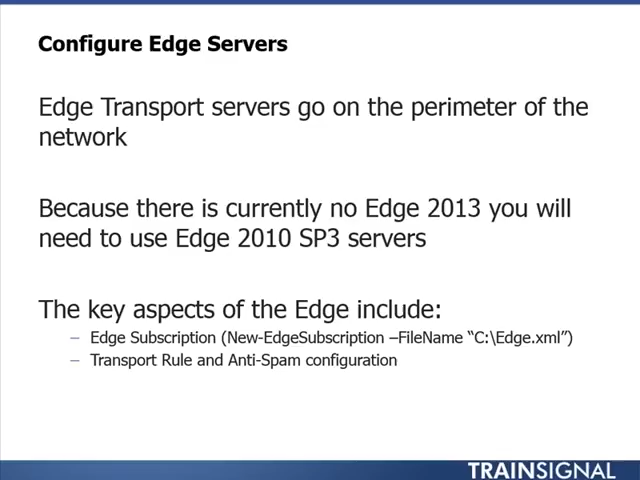 Configure Edge Servers
Edge Transport servers go on the perimeter of the
network
Because there is currently no Edge 2013 you will
need to use Edge 2010 SP3 servers
The key aspects of the Edge include:
– Edge Subscription (New-EdgeSubscription –FileName “C:\Edge.xml”)
– Transport Rule and Anti-Spam configuration
TRAINSIGNAL